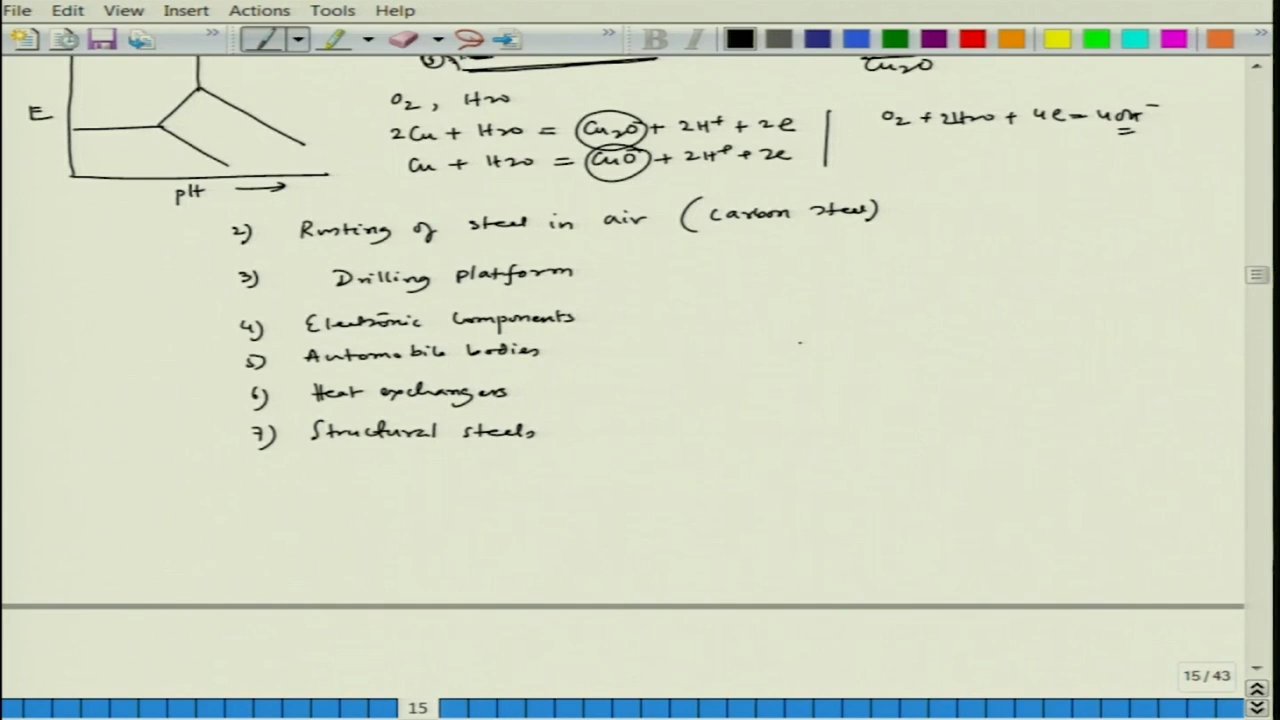 File Edit View Insert Actions Tools Help
B I
Cu2O
E
pH
O2, H2O
2Cu + H2O = Cu2O + 2H+ + 2e
Cu + H2O = CuO + 2H+ + 2e
O2 + 2H2O + 4e = 4OH-
2) Rusting of steel in air (carbon steel)
3) Drilling platform
4) Electronic components
5) Automobile bodies
6) Heat exchangers
7) Structural steels
15/43
15